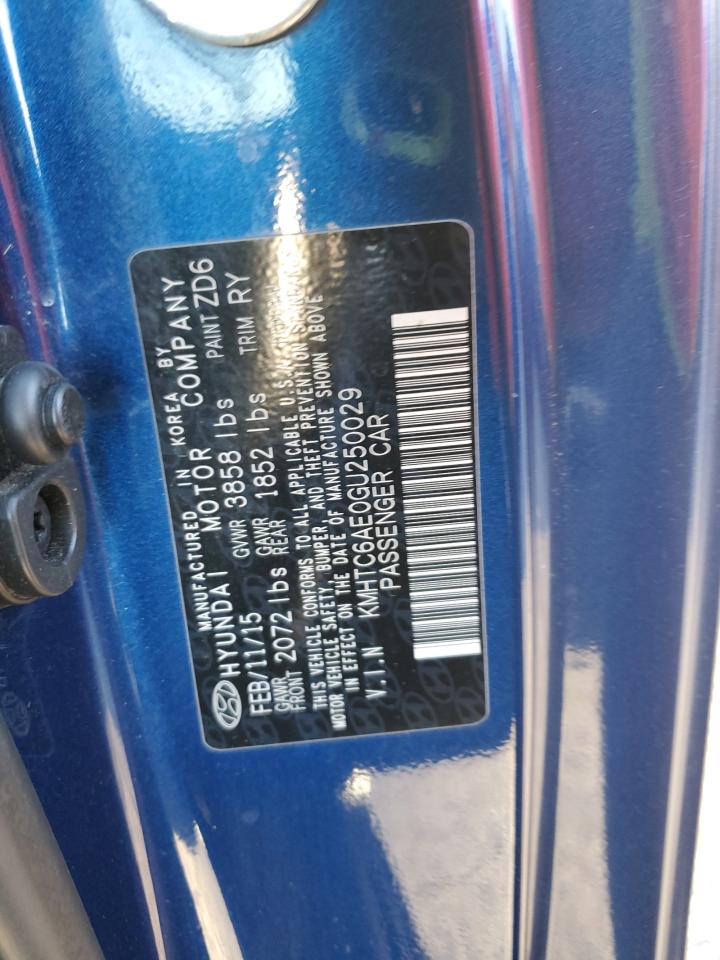 MANUFACTURED IN KOREA BY
HYUNDAI MOTOR COMPANY
FEB/11/15 GVWR 3858 lbs PAINT ZD6
GAWR FRONT 2072 lbs GAWR REAR 1852 lbs TRIM RY
THIS VEHICLE CONFORMS TO ALL APPLICABLE U.S.
MOTOR VEHICLE SAFETY, BUMPER, AND THEFT PREVENTION
IN EFFECT ON THE DATE OF MANUFACTURE SHOWN ABOVE
V.I.N KMHTC6AE0GU250029
PASSENGER CAR